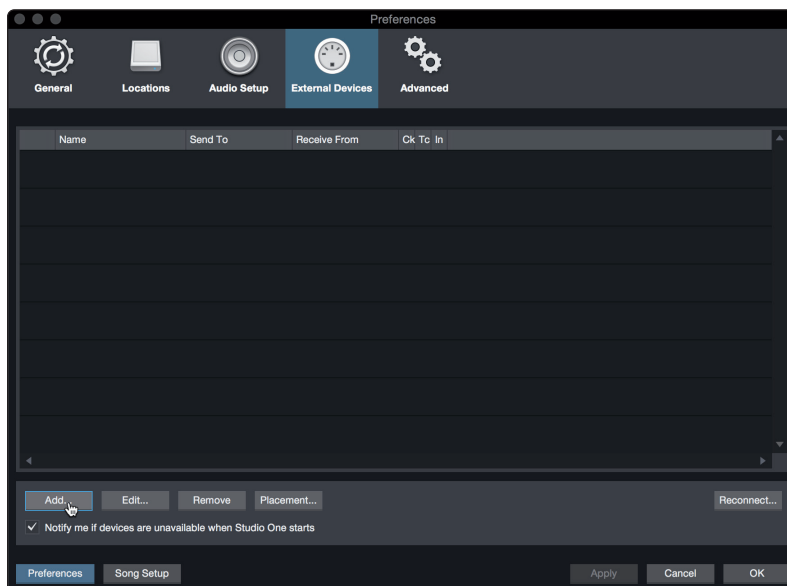 Preferences
General Locations Audio Setup External Devices Advanced
Name Send To Receive From Ck Tc In
Add... Edit... Remove Placement... Reconnect...
Notify me if devices are unavailable when Studio One starts
Preferences Song Setup Apply Cancel OK